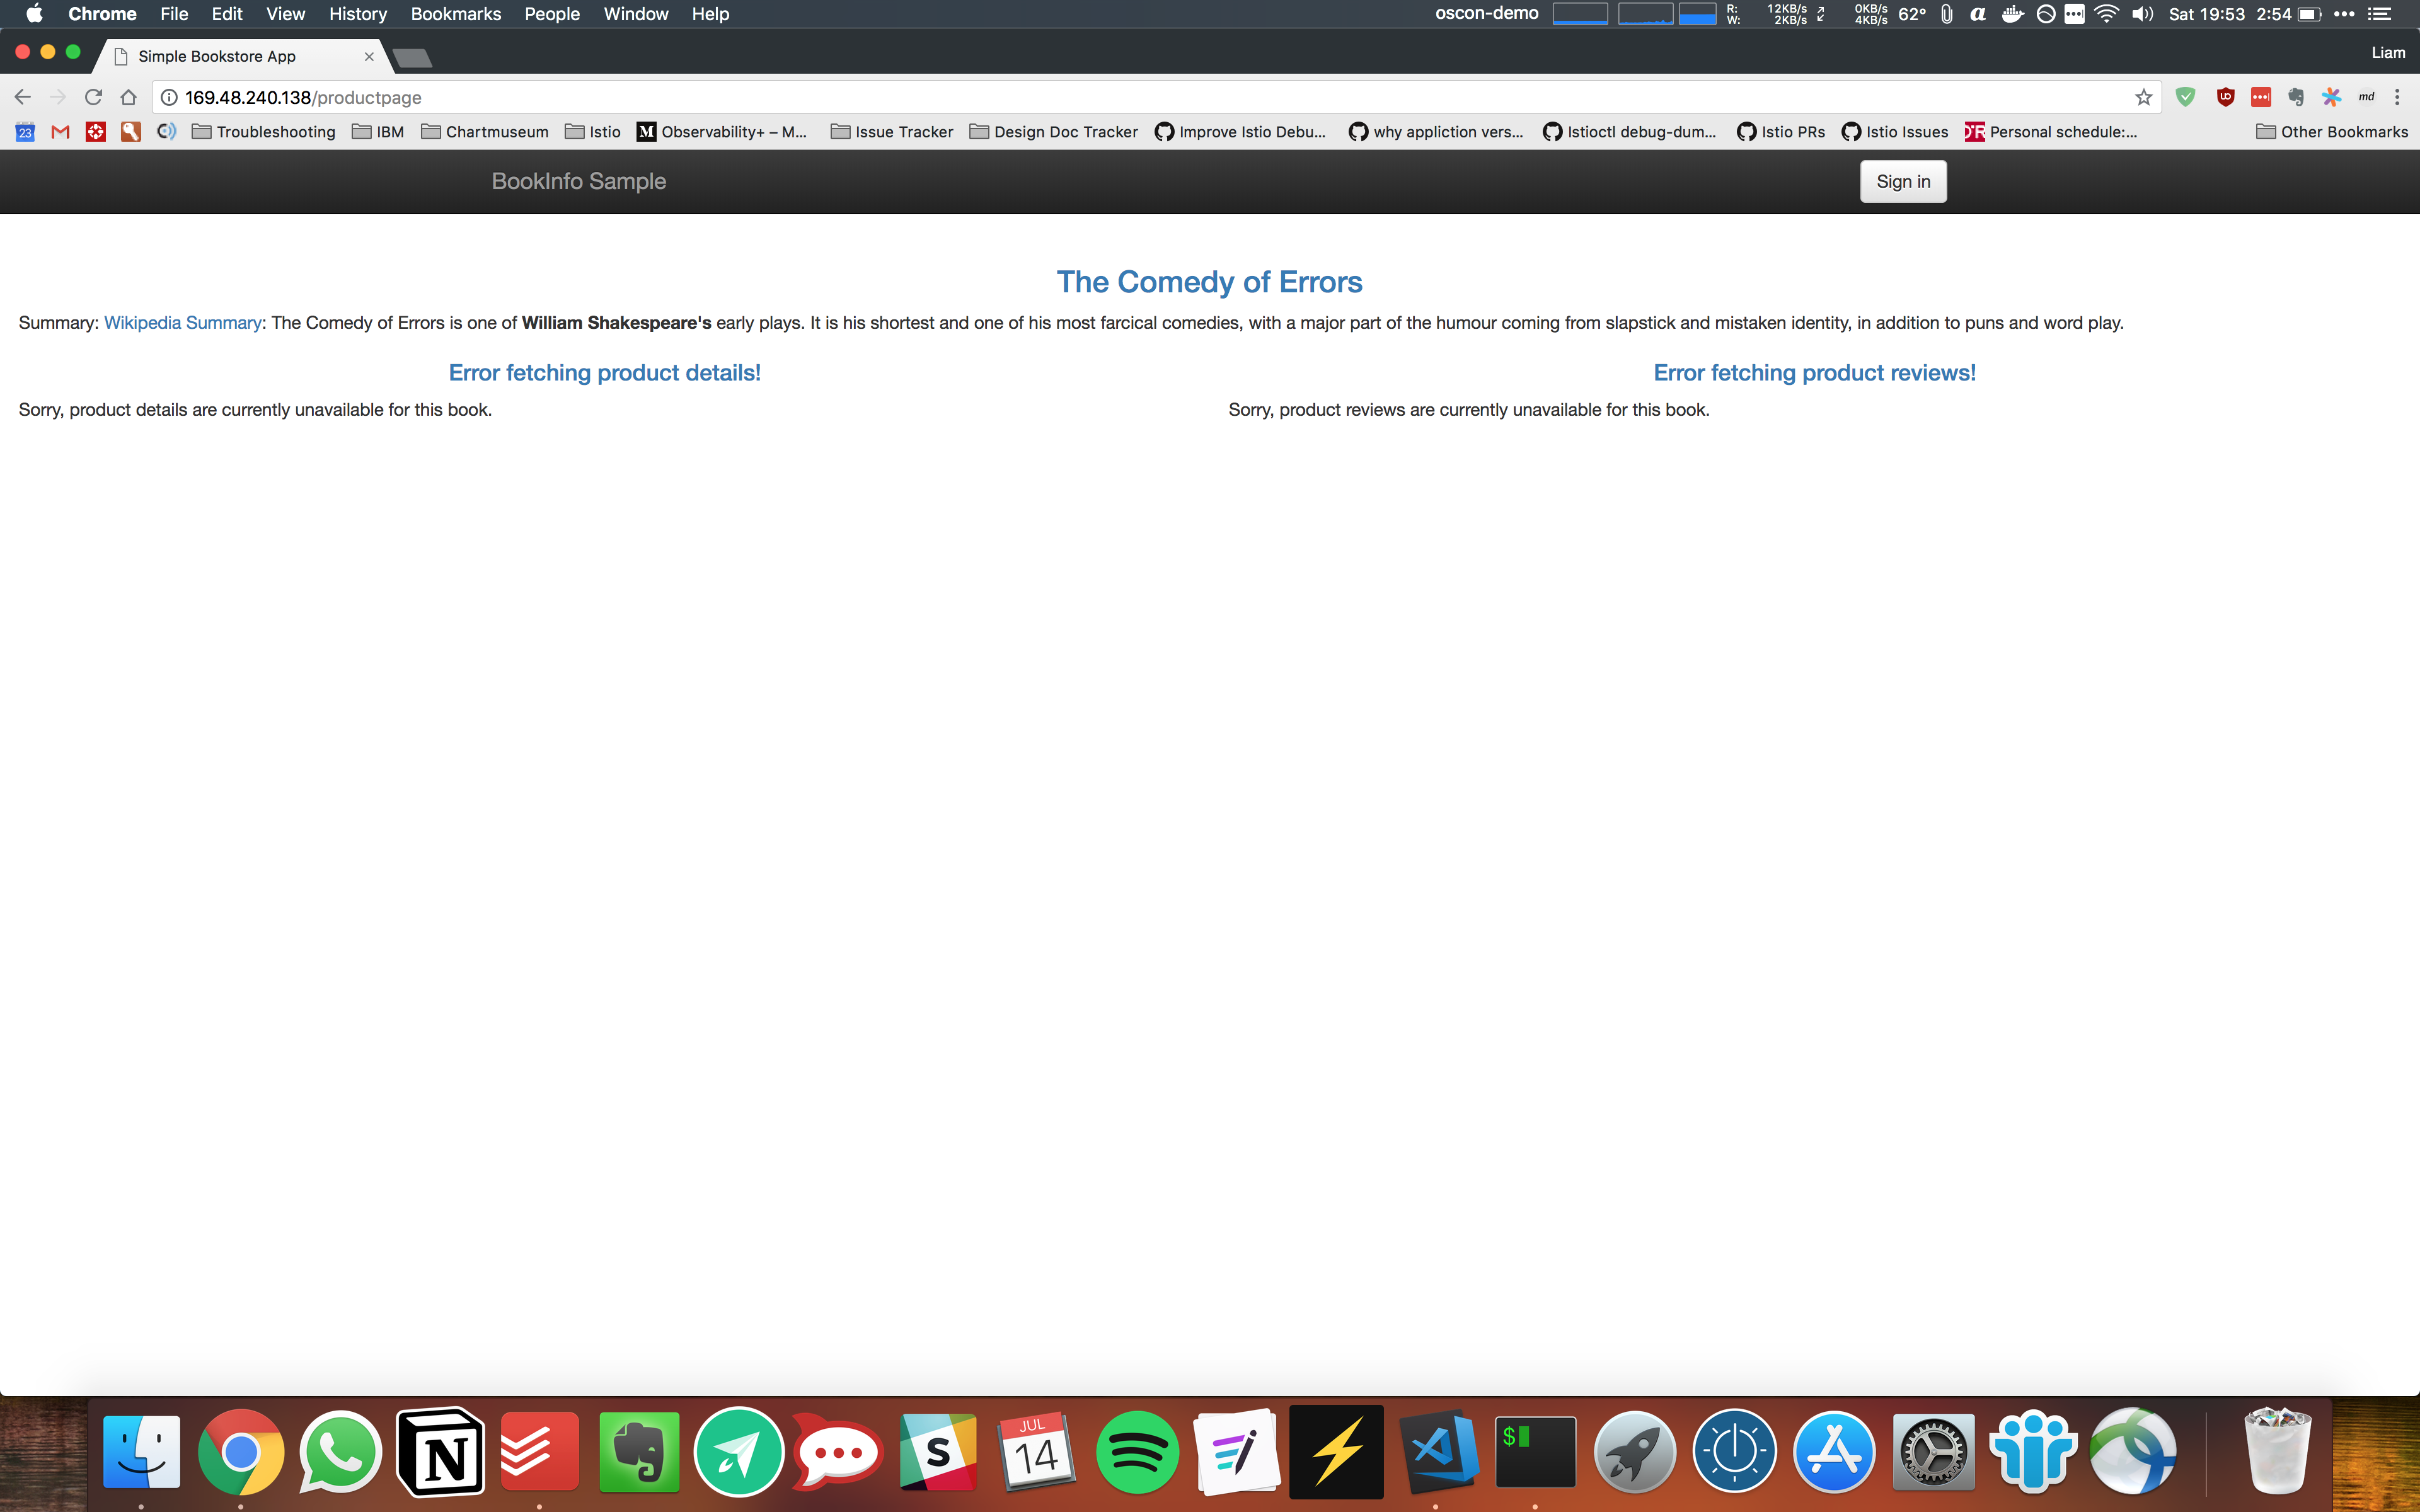 Chrome File Edit View History Bookmarks People Window Help oscon-demo R: 12KB/s 0KB/s 62° Sat 19:53 2:54
W: 2KB/s 4KB/s
Simple Bookstore App Liam
169.48.240.138/productpage md
23 Troubleshooting IBM Chartmuseum Istio M Observability+ – M... Issue Tracker Design Doc Tracker Improve Istio Debu... why appliction vers... Istioctl debug-dum... Istio PRs Istio Issues Personal schedule:... Other Bookmarks
BookInfo Sample Sign in
The Comedy of Errors
Summary: Wikipedia Summary: The Comedy of Errors is one of William Shakespeare's early plays. It is his shortest and one of his most farcical comedies, with a major part of the humour coming from slapstick and mistaken identity, in addition to puns and word play.
Error fetching product details! Error fetching product reviews!
Sorry, product details are currently unavailable for this book. Sorry, product reviews are currently unavailable for this book.
N S JUL $
14